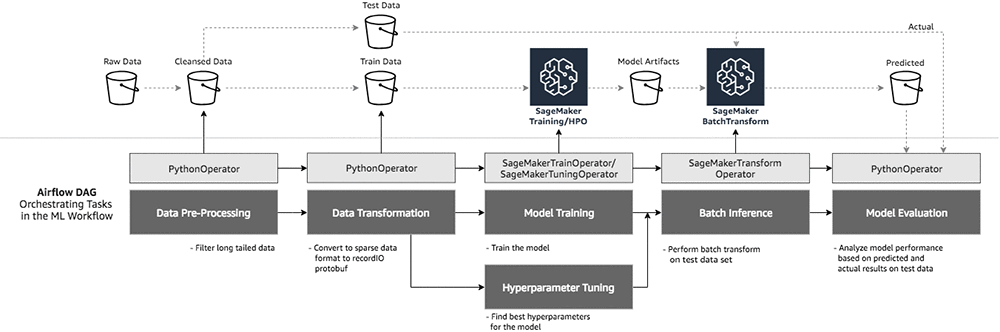 Test Data
Actual
Raw Data
Cleansed Data
Train Data
Model Artifacts
Predicted
SageMaker
Training/HPO
SageMaker
BatchTransform
PythonOperator
PythonOperator
SageMakerTrainOperator/
SageMakerTuningOperator
SageMakerTransform
Operator
PythonOperator
Airflow DAG
Orchestrating Tasks
in the ML Workflow
Data Pre-Processing
Data Transformation
Model Training
Batch Inference
Model Evaluation
- Filter long tailed data
- Convert to sparse data
format to recordIO
protobuf
- Train the model
- Perform batch transform
on test data set
- Analyze model performance
based on predicted and
actual results on test data
Hyperparameter Tuning
- Find best hyperparameters
for the model